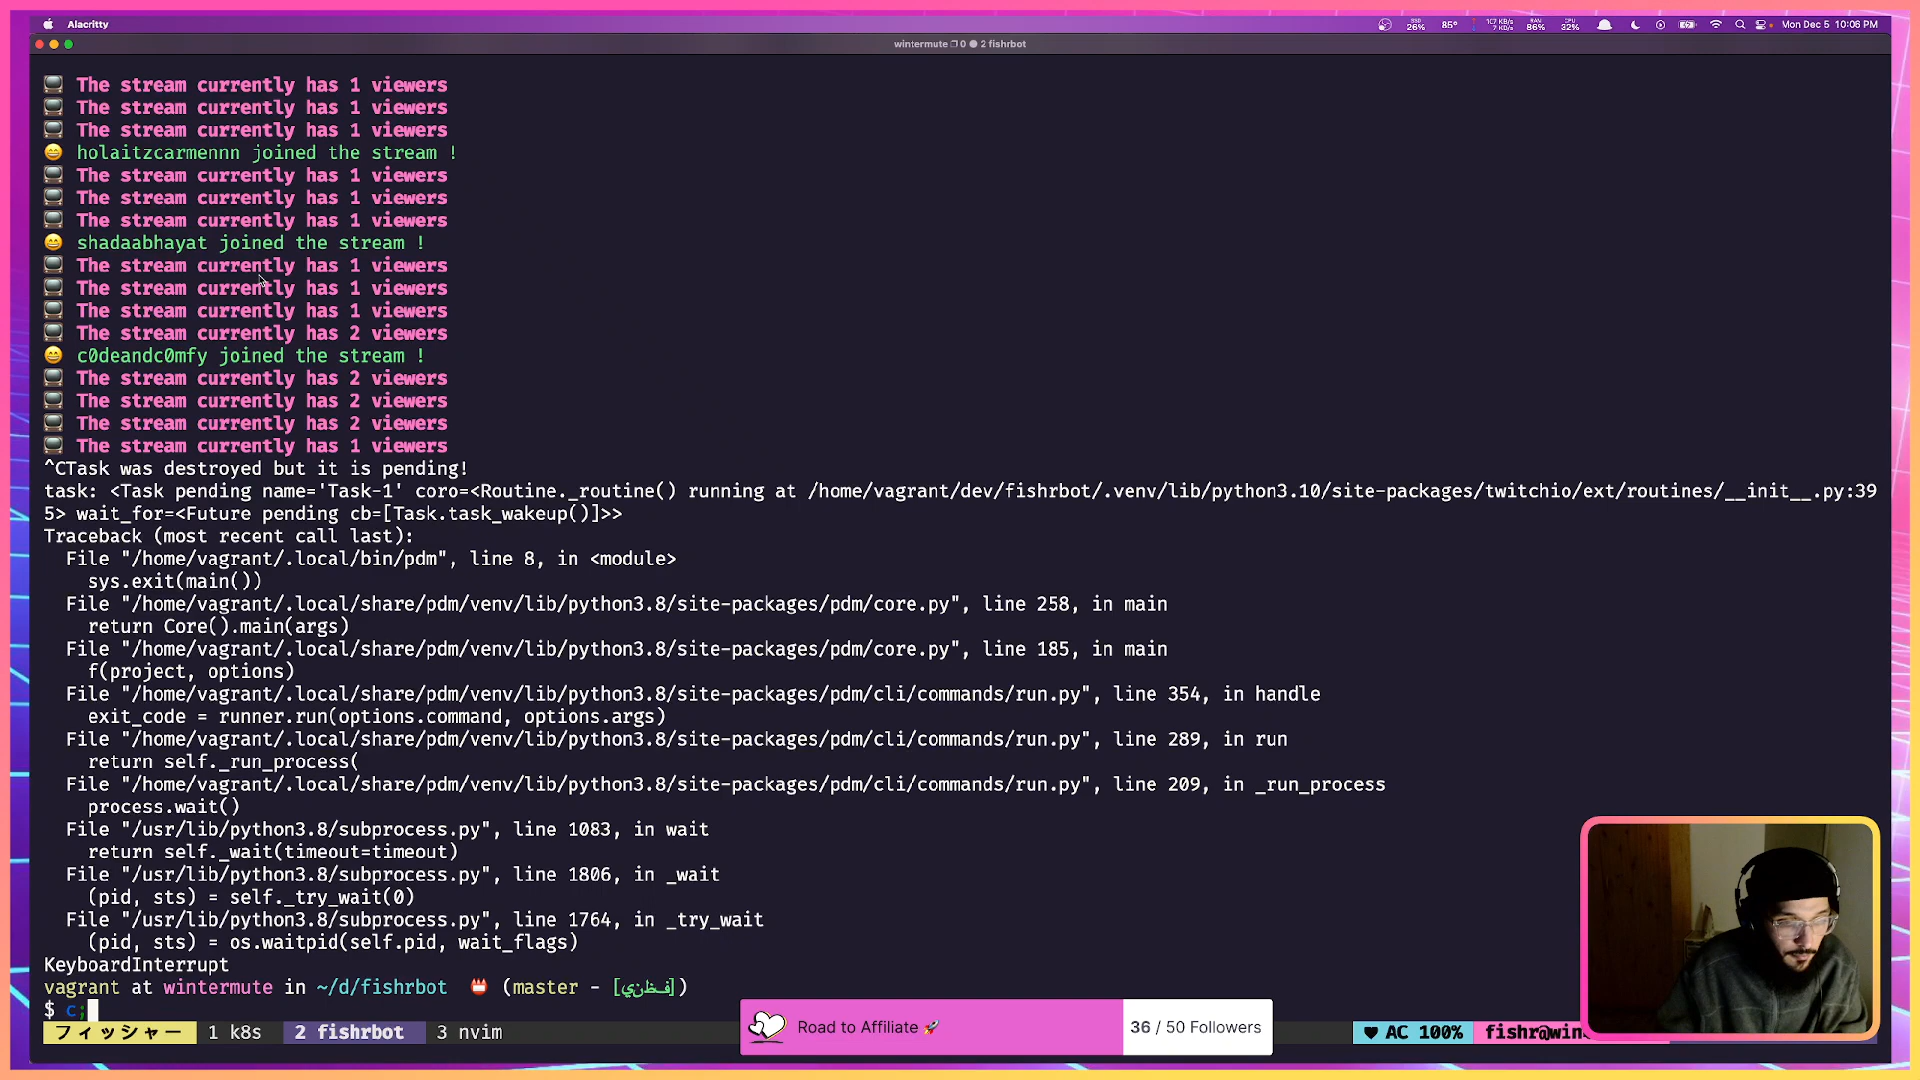 Alacritty
SSD 26%
85°
107 KB/s
7 KB/s
RAM 86%
CPU 32%
Mon Dec 5 10:06 PM
wintermute 0 2 fishrbot
The stream currently has 1 viewers
The stream currently has 1 viewers
The stream currently has 1 viewers
holaitzcarmennn joined the stream !
The stream currently has 1 viewers
The stream currently has 1 viewers
The stream currently has 1 viewers
shadaabhayat joined the stream !
The stream currently has 1 viewers
The stream currently has 1 viewers
The stream currently has 1 viewers
The stream currently has 2 viewers
c0deandc0mfy joined the stream !
The stream currently has 2 viewers
The stream currently has 2 viewers
The stream currently has 2 viewers
The stream currently has 1 viewers
^CTask was destroyed but it is pending!
task: <Task pending name='Task-1' coro=<Routine._routine() running at /home/vagrant/dev/fishrbot/.venv/lib/python3.10/site-packages/twitchio/ext/routines/__init__.py:39
5> wait_for=<Future pending cb=[Task.task_wakeup()]>>
Traceback (most recent call last):
File "/home/vagrant/.local/bin/pdm", line 8, in <module>
sys.exit(main())
File "/home/vagrant/.local/share/pdm/venv/lib/python3.8/site-packages/pdm/core.py", line 258, in main
return Core().main(args)
File "/home/vagrant/.local/share/pdm/venv/lib/python3.8/site-packages/pdm/core.py", line 185, in main
f(project, options)
File "/home/vagrant/.local/share/pdm/venv/lib/python3.8/site-packages/pdm/cli/commands/run.py", line 354, in handle
exit_code = runner.run(options.command, options.args)
File "/home/vagrant/.local/share/pdm/venv/lib/python3.8/site-packages/pdm/cli/commands/run.py", line 289, in run
return self._run_process(
File "/home/vagrant/.local/share/pdm/venv/lib/python3.8/site-packages/pdm/cli/commands/run.py", line 209, in _run_process
process.wait()
File "/usr/lib/python3.8/subprocess.py", line 1083, in wait
return self._wait(timeout=timeout)
File "/usr/lib/python3.8/subprocess.py", line 1806, in _wait
(pid, sts) = self._try_wait(0)
File "/usr/lib/python3.8/subprocess.py", line 1764, in _try_wait
(pid, sts) = os.waitpid(self.pid, wait_flags)
KeyboardInterrupt
vagrant at wintermute in ~/d/fishrbot (master - [])
$ c;
フィッシャー 1 k8s 2 fishrbot 3 nvim
Road to Affiliate 🚀 36 / 50 Followers
♥ AC 100% fishr@win